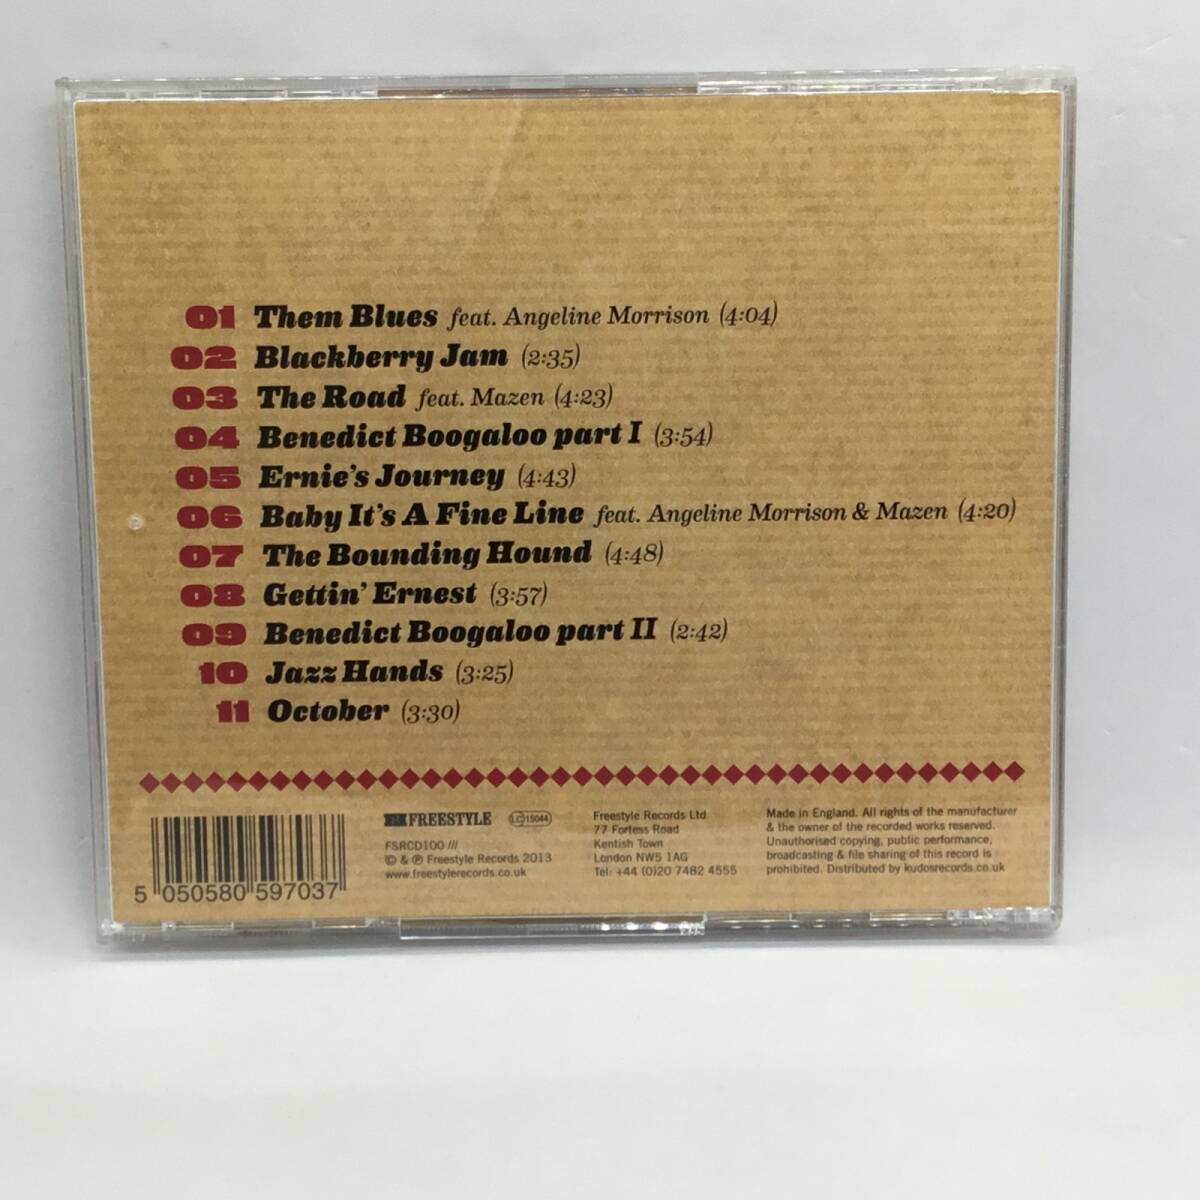 01 Them Blues feat. Angeline Morrison (4:04)
02 Blackberry Jam (2:35)
03 The Road feat. Mazen (4:23)
04 Benedict Boogaloo part I (3:54)
05 Ernie's Journey (4:43)
06 Baby It's A Fine Line feat. Angeline Morrison & Mazen (4:20)
07 The Bounding Hound (4:48)
08 Gettin' Ernest (3:57)
09 Benedict Boogaloo part II (2:42)
10 Jazz Hands (3:25)
11 October (3:30)
5 050580 597037
FREESTYLE LC 15044
FSRCD100 ///
© & ℗ Freestyle Records 2013
www.freestylerecords.co.uk
Freestyle Records Ltd
77 Fortess Road
Kentish Town
London NW5 1AG
Tel: +44 (0)20 7482 4555
Made in England. All rights of the manufacturer
& the owner of the recorded works reserved.
Unauthorised copying, public performance,
broadcasting & file sharing of this record is
prohibited. Distributed by kudosrecords.co.uk